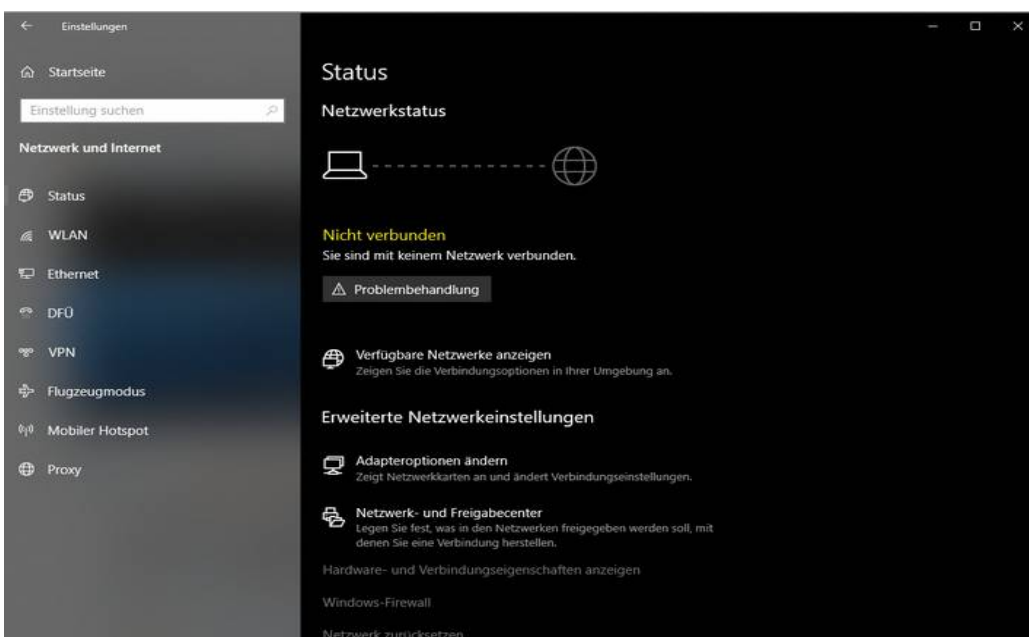 Einstellungen
Startseite
Einstellung suchen
Netzwerk und Internet
Status
WLAN
Ethernet
DFÜ
VPN
Flugzeugmodus
Mobiler Hotspot
Proxy
Status
Netzwerkstatus
Nicht verbunden
Sie sind mit keinem Netzwerk verbunden.
Problembehandlung
Verfügbare Netzwerke anzeigen
Zeigen Sie die Verbindungsoptionen in Ihrer Umgebung an.
Erweiterte Netzwerkeinstellungen
Adapteroptionen ändern
Zeigt Netzwerkkarten an und ändert Verbindungseinstellungen.
Netzwerk- und Freigabecenter
Legen Sie fest, was in den Netzwerken freigegeben werden soll, mit
denen Sie eine Verbindung herstellen.
Hardware- und Verbindungseigenschaften anzeigen
Windows-Firewall
Netzwerk zurücksetzen